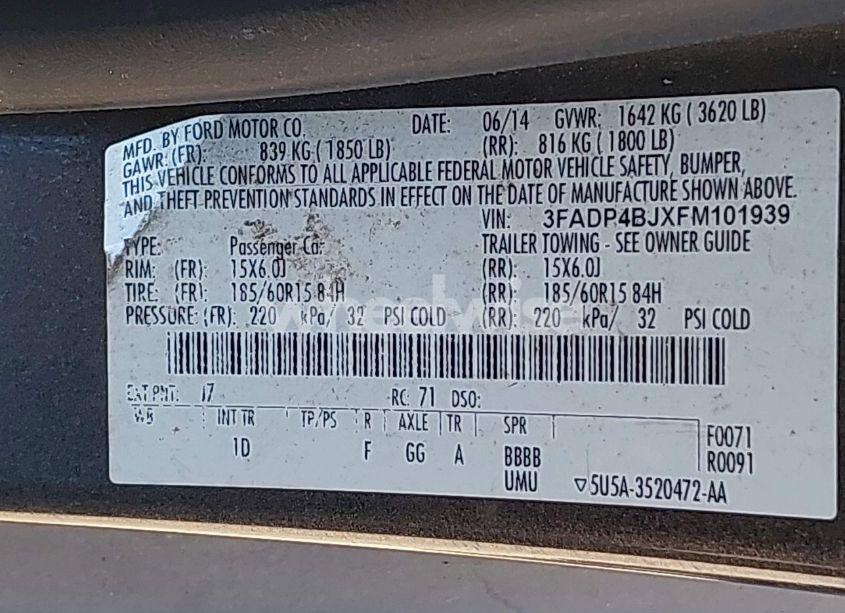 MFD. BY FORD MOTOR CO. DATE: 06/14 GVWR: 1642 KG ( 3620 LB)
GAWR: (FR): 839 KG ( 1850 LB) (RR): 816 KG ( 1800 LB)
THIS VEHICLE CONFORMS TO ALL APPLICABLE FEDERAL MOTOR VEHICLE SAFETY, BUMPER,
AND THEFT PREVENTION STANDARDS IN EFFECT ON THE DATE OF MANUFACTURE SHOWN ABOVE.
VIN: 3FADP4BJXFM101939
TYPE: Passenger Car TRAILER TOWING - SEE OWNER GUIDE
RIM: (FR): 15X6.0J (RR): 15X6.0J
TIRE: (FR): 185/60R15 84H (RR): 185/60R15 84H
PRESSURE: (FR): 220 kPa/ 32 PSI COLD (RR): 220 kPa/ 32 PSI COLD
EXT PNT: J7 RC: 71 DSO:
WB INT TR TP/PS R AXLE TR SPR
1D F GG A BBBB
UMU
F0071
R0091
▽5U5A-3520472-AA